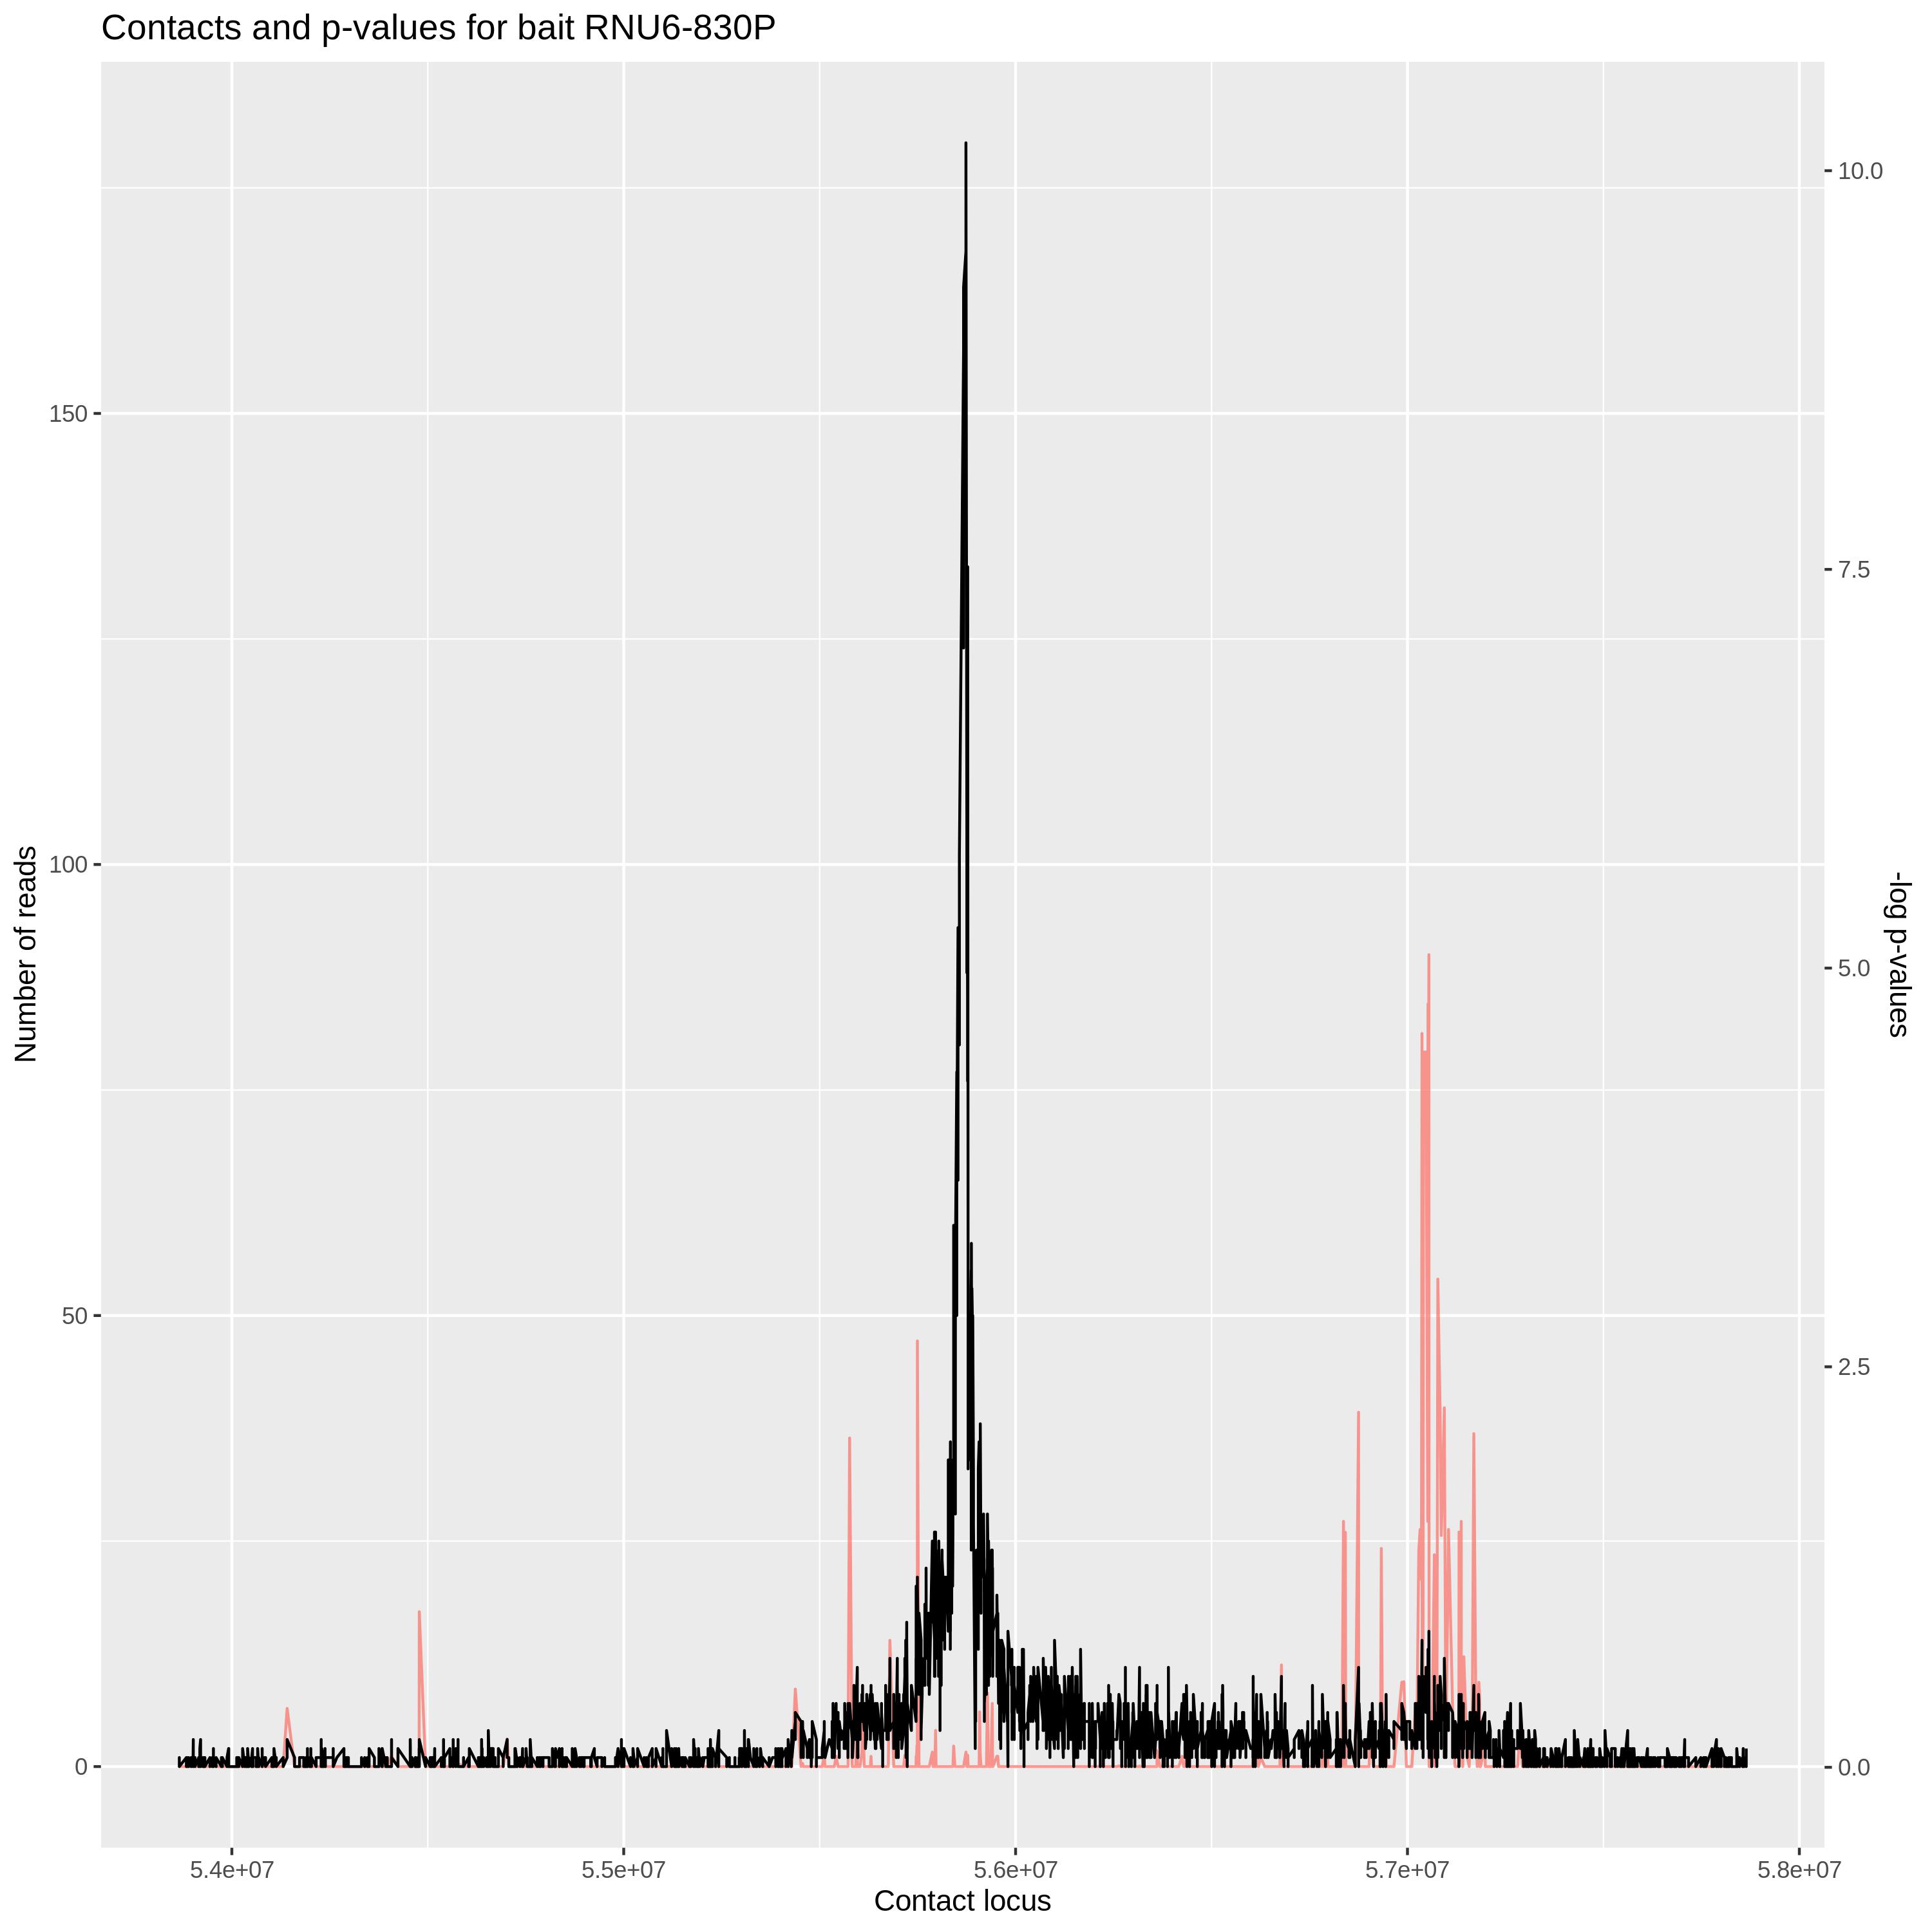 Contacts and p-values for bait RNU6-830P
Number of reads
150
100
50
0
10.0
7.5
5.0
2.5
0.0
-log p-values
5.4e+07
5.5e+07
5.6e+07
5.7e+07
5.8e+07
Contact locus